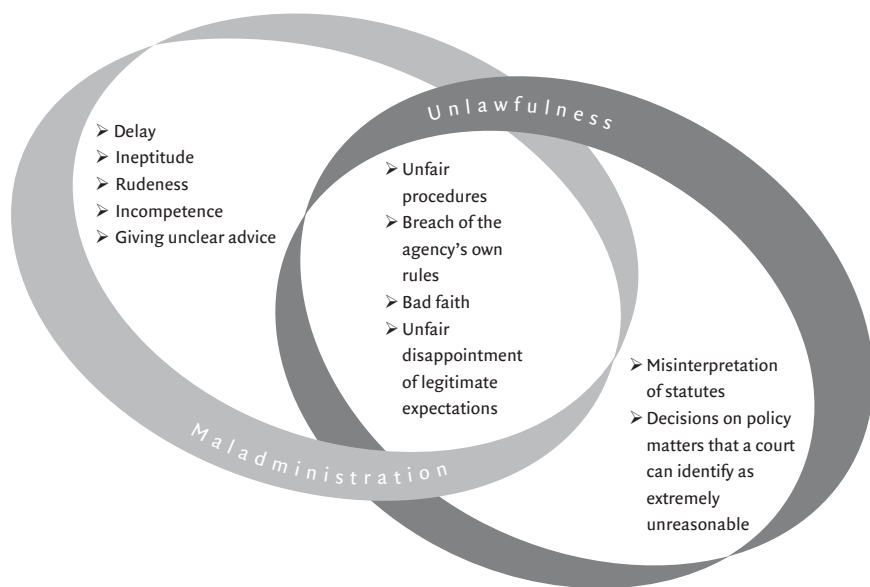 Unlawfulness
➢ Delay
➢ Ineptitude
➢ Rudeness
➢ Incompetence
➢ Giving unclear advice
➢ Unfair
procedures
➢ Breach of the
agency’s own
rules
➢ Bad faith
➢ Unfair
disappointment
of legitimate
expectations
➢ Misinterpretation
of statutes
➢ Decisions on policy
matters that a court
can identify as
extremely
unreasonable
Maladministration